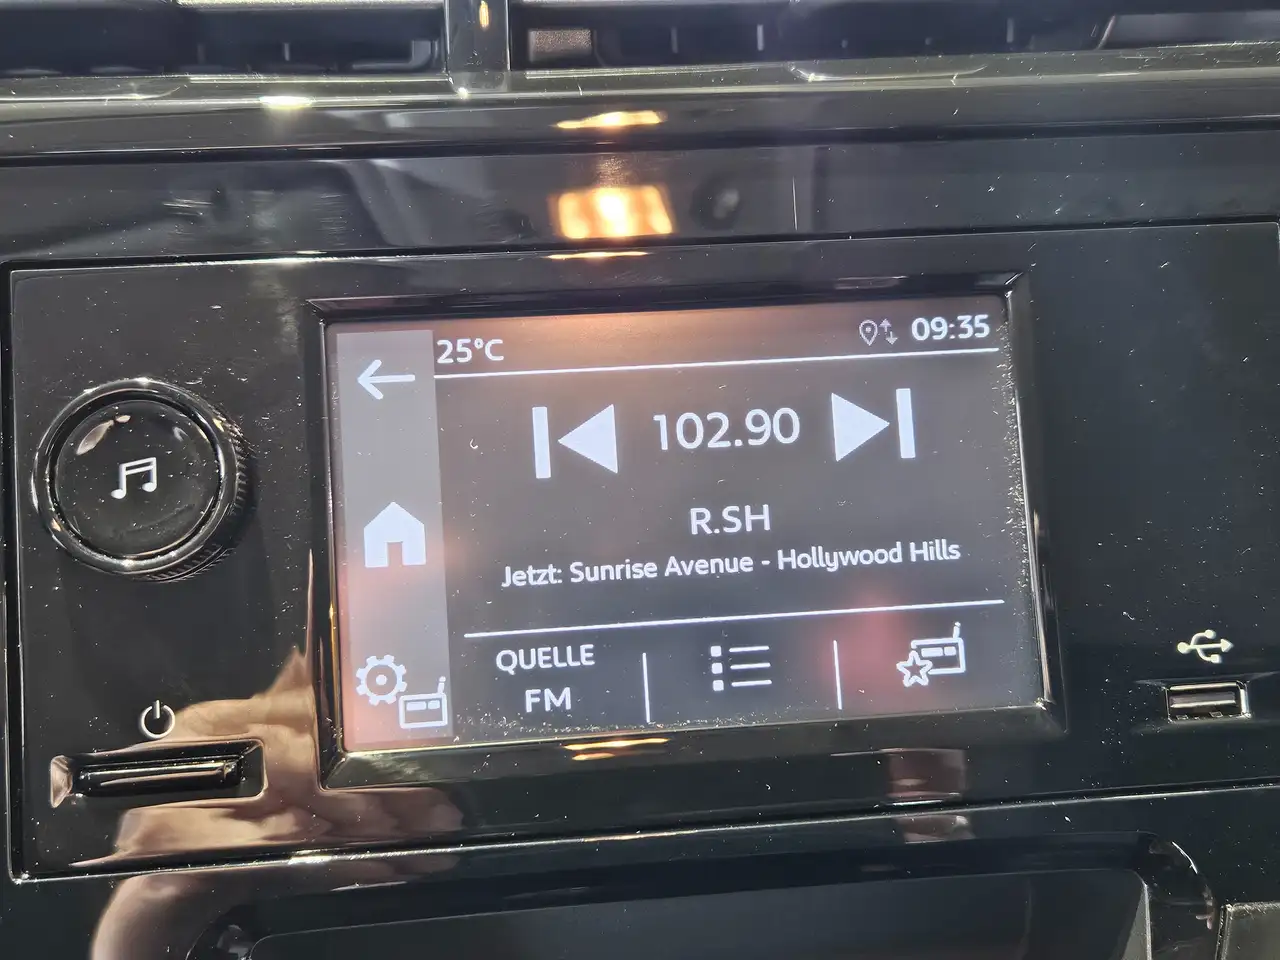 25°C
09:35
102.90
R.SH
Jetzt: Sunrise Avenue - Hollywood Hills
QUELLE
FM